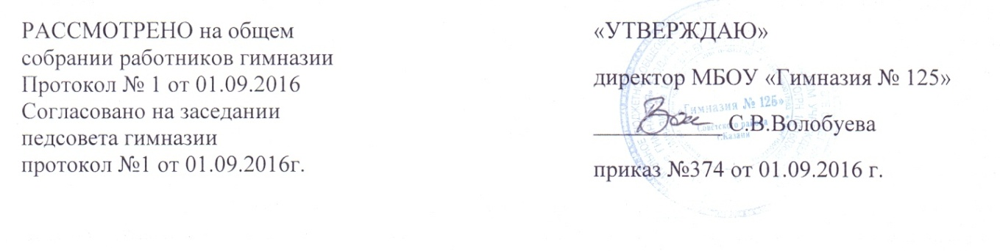 РАССМОТРЕНО на общем
собрании работников гимназии
Протокол № 1 от 01.09.2016
Согласовано на заседании
педсовета гимназии
протокол №1 от 01.09.2016г.
«УТВЕРЖДАЮ»
директор МБОУ «Гимназия № 125»
С.В.Волобуева
приказ №374 от 01.09.2016 г.
«Гимназия № 125»
Советского района
г.Казани